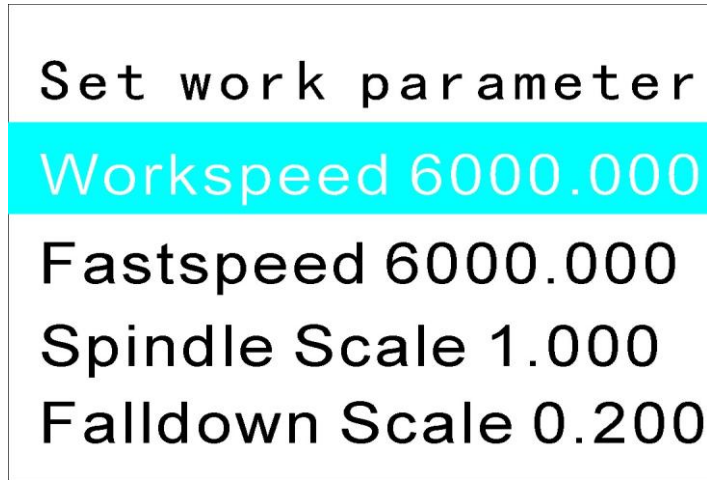 Set work parameter
Workspeed 6000.000
Fastspeed 6000.000
Spindle Scale 1.000
Falldown Scale 0.200